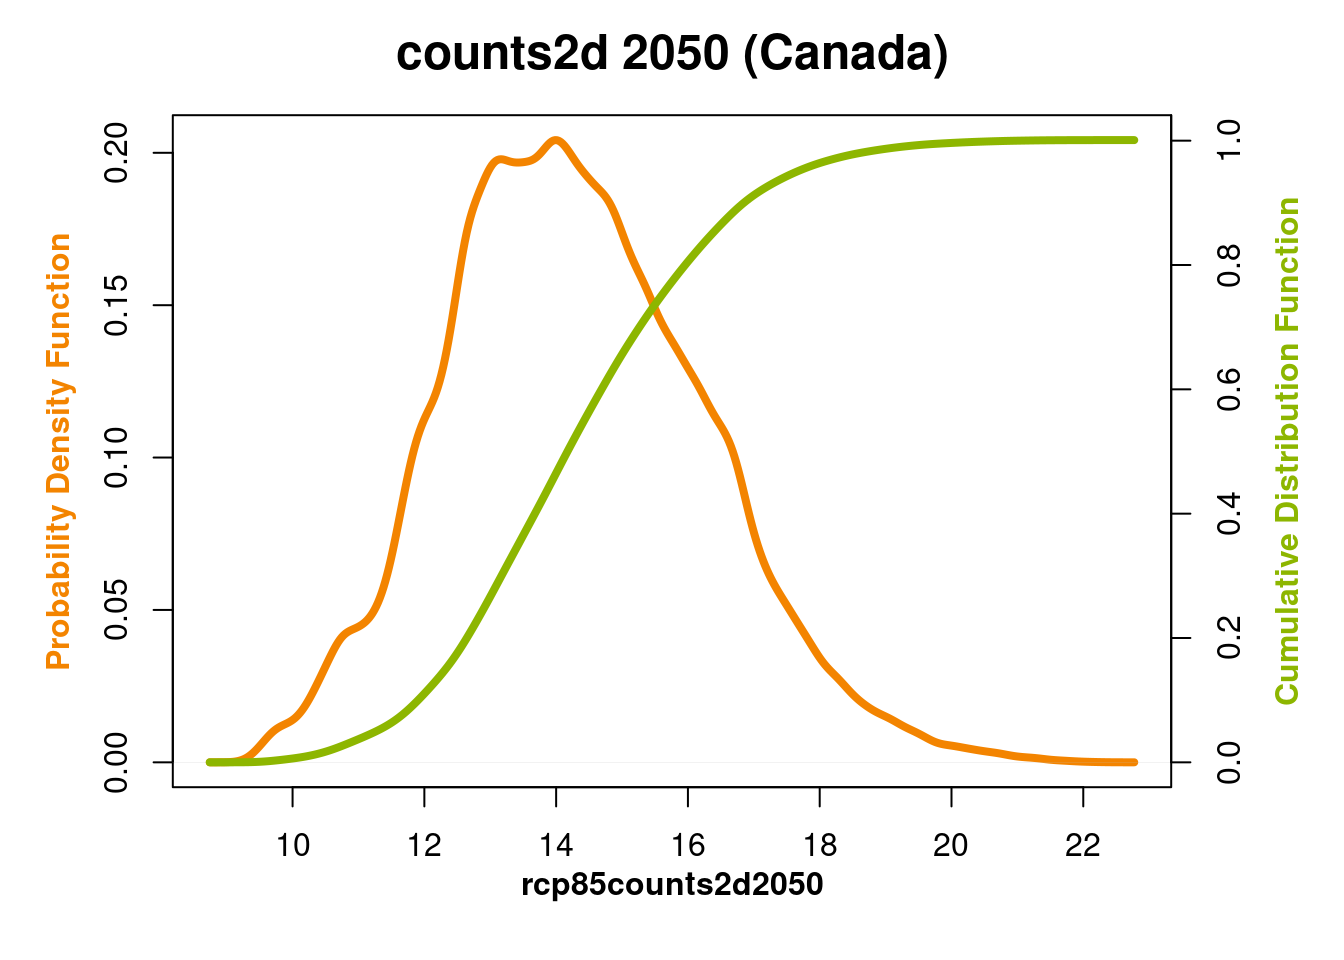 counts2d 2050 (Canada)
Probability Density Function
0.00
0.05
0.10
0.15
0.20
Cumulative Distribution Function
0.0
0.2
0.4
0.6
0.8
1.0
10 12 14 16 18 20 22
rcp85counts2d2050